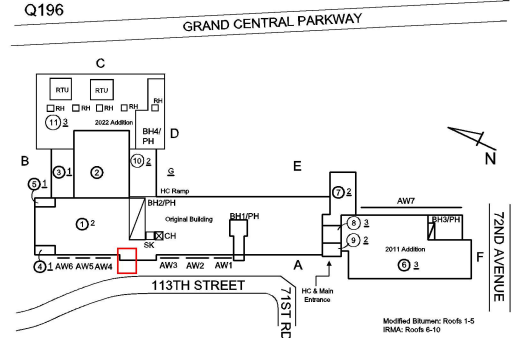 Q196
GRAND CENTRAL PARKWAY
C
RTU RTU
RH RH RH RH RH
11 3
2022 Addition
BH4/
PH
D
B
3 1
2
10 2
G
E
5 1
HC Ramp
7 2
BH2/PH
AW7
1 2
Original Building
BH1/PH
8 3
BH3/PH
CH
SK
9 2
2011 Addition
4 1
AW6 AW5 AW4
AW3 AW2 AW1
A
6 3
F
113TH STREET
71ST RD
HC & Main
Entrance
72ND AVENUE
N
Modified Bitumen: Roofs 1-5
IRMA: Roofs 6-10